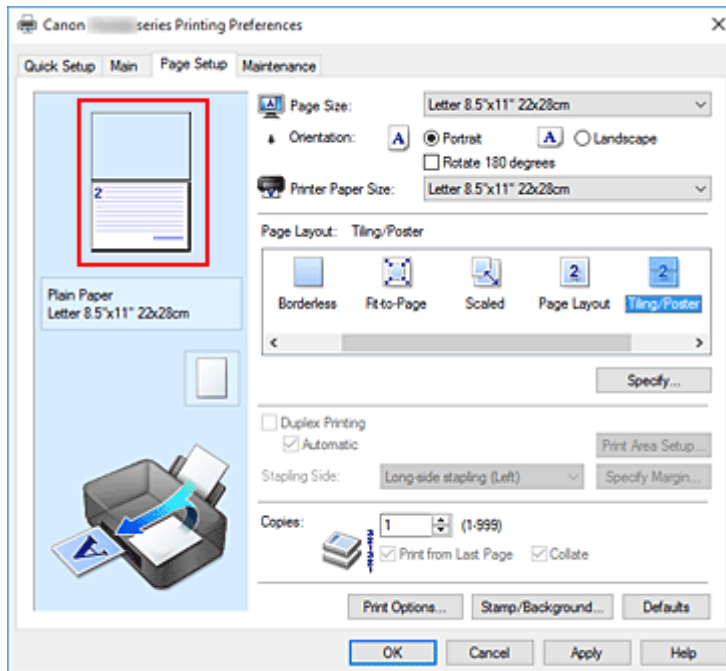 Canon series Printing Preferences
Quick Setup Main Page Setup Maintenance
2
Plain Paper
Letter 8.5"x11" 22x28cm
A
Page Size: Letter 8.5"x11" 22x28cm
Orientation: A Portrait A Landscape
Rotate 180 degrees
Printer Paper Size: Letter 8.5"x11" 22x28cm
Page Layout: Tiling/Poster
2 2
Borderless Fit-to-Page Scaled Page Layout Tiling/Poster
Specify...
Duplex Printing
Automatic Print Area Setup...
Stapling Side: Long-side stapling (Left) Specify Margin...
Copies: 1 (1-999)
Print from Last Page Collate
Print Options... Stamp/Background... Defaults
OK Cancel Apply Help